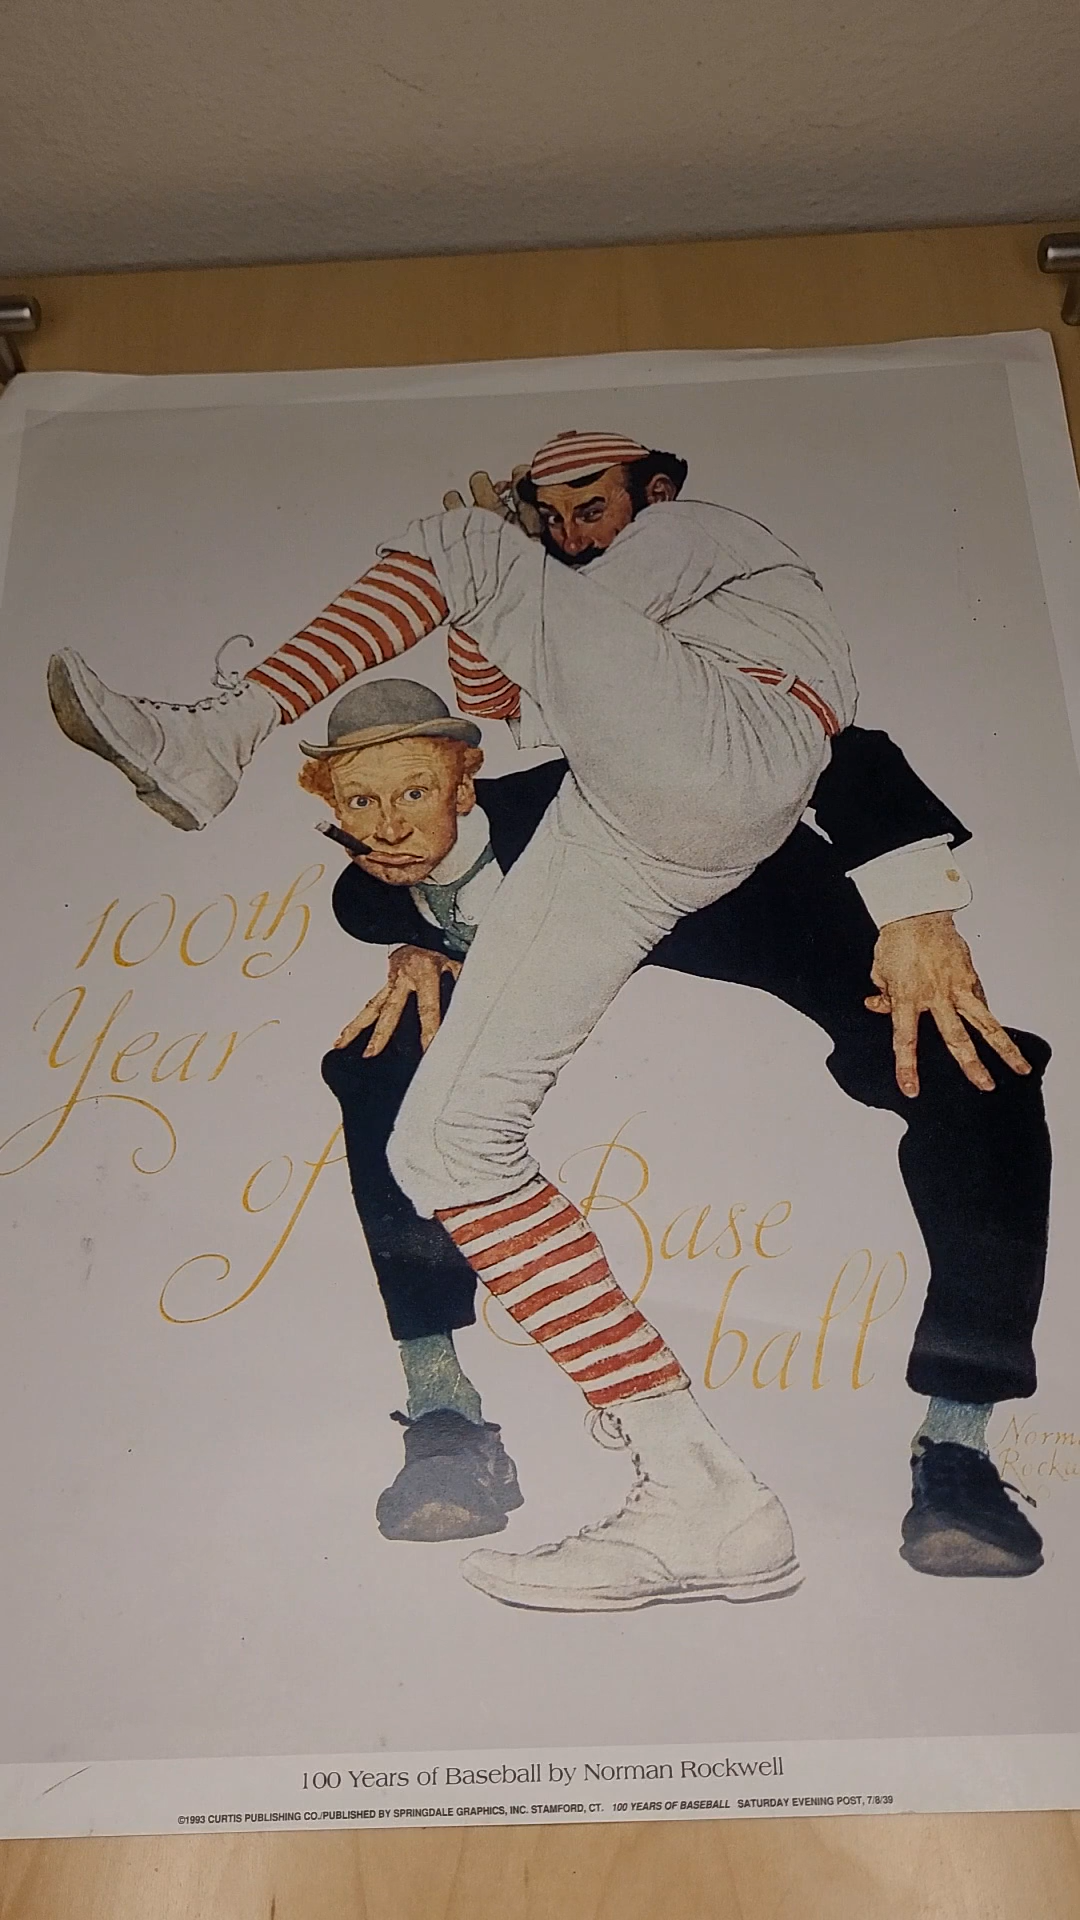 100th
Year
of Base
ball
Norm
Rockw
100 Years of Baseball by Norman Rockwell
©1993 CURTIS PUBLISHING CO./PUBLISHED BY SPRINGDALE GRAPHICS, INC. STAMFORD, CT. 100 YEARS OF BASEBALL SATURDAY EVENING POST, 7/8/39